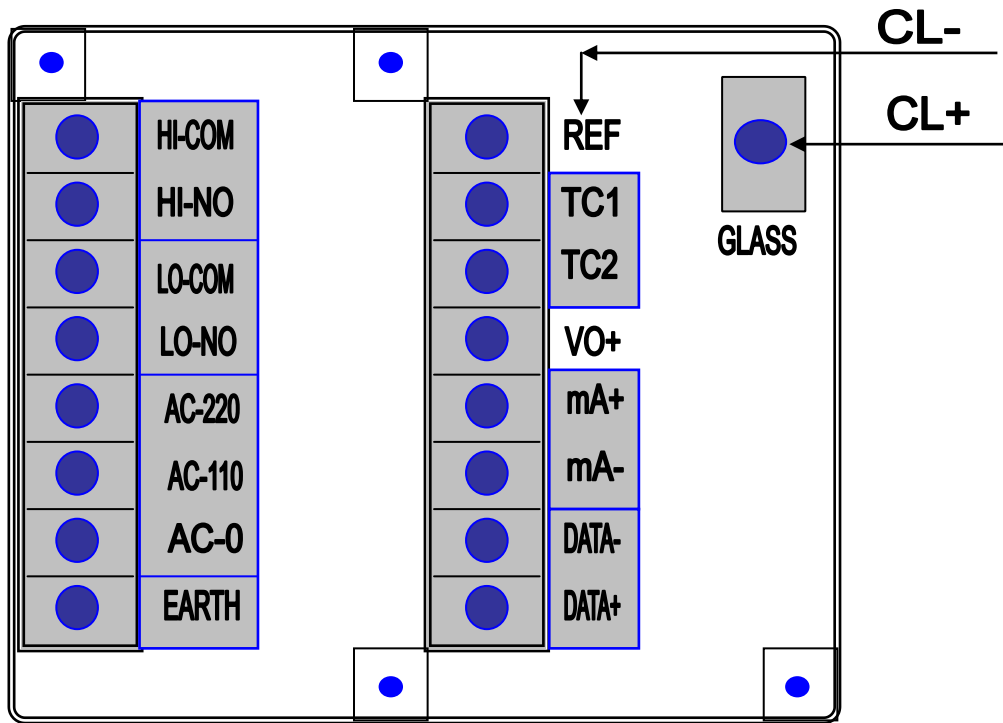 CL-
CL+
HI-COM
HI-NO
LO-COM
LO-NO
AC-220
AC-110
AC-0
EARTH
REF
TC1
TC2
VO+
mA+
mA-
DATA-
DATA+
GLASS